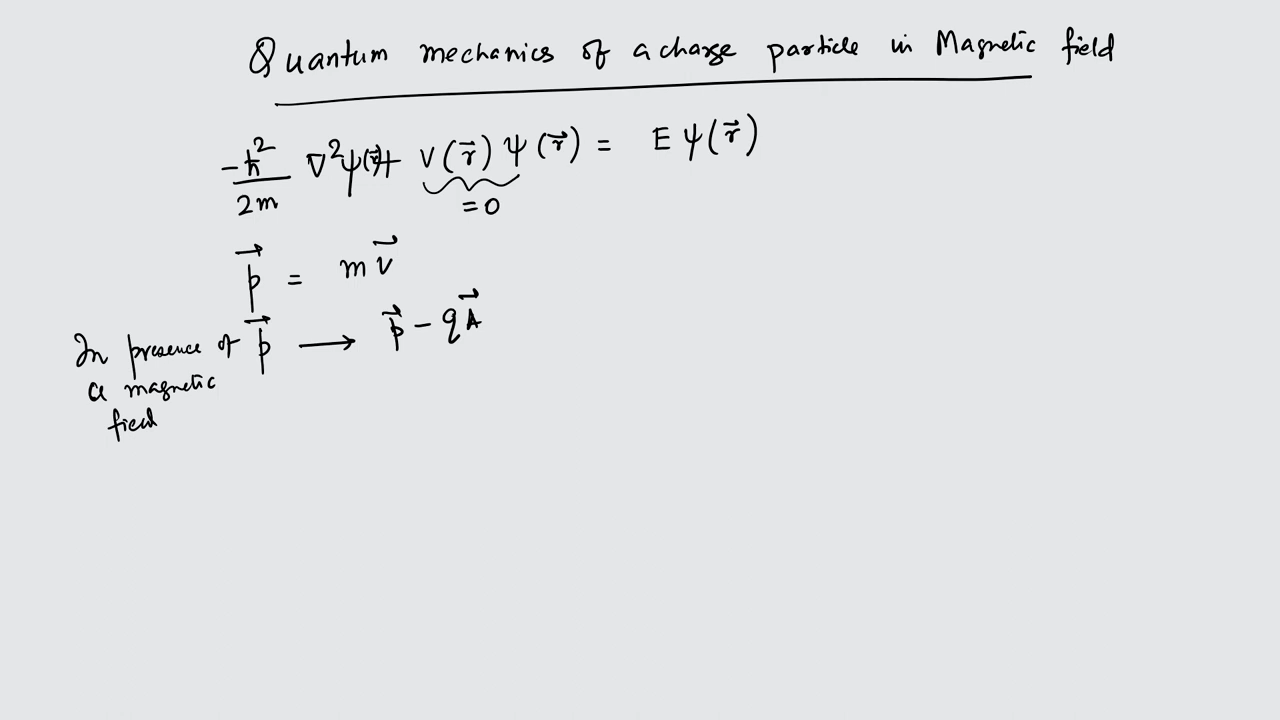 Quantum mechanics of a charge particle in Magnetic field
-ħ²/2m ∇²ψ(r⃗) + V(r⃗) ψ(r⃗) = E ψ(r⃗)
= 0
p⃗ = m v⃗
In presence of p⃗ ⟶ p⃗ - qA⃗
a magnetic
field